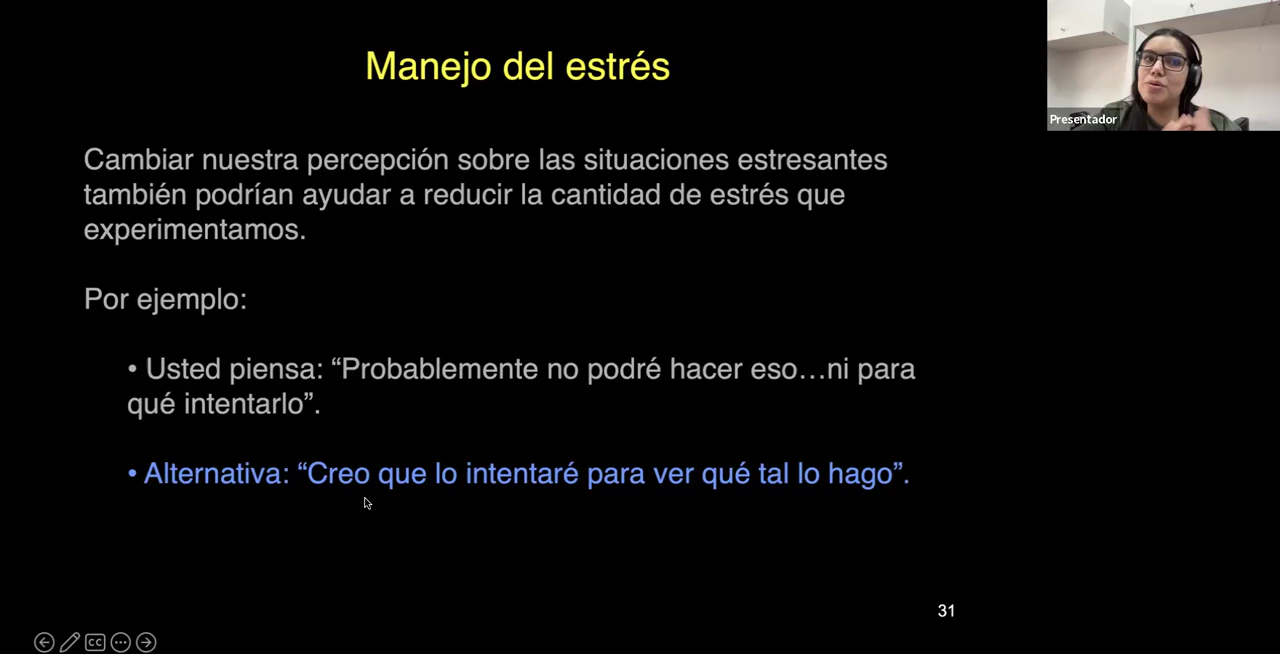 Manejo del estrés
Presentador
Cambiar nuestra percepción sobre las situaciones estresantes
también podrían ayudar a reducir la cantidad de estrés que
experimentamos.
Por ejemplo:
• Usted piensa: “Probablemente no podré hacer eso…ni para
qué intentarlo”.
• Alternativa: “Creo que lo intentaré para ver qué tal lo hago”.
31
CC